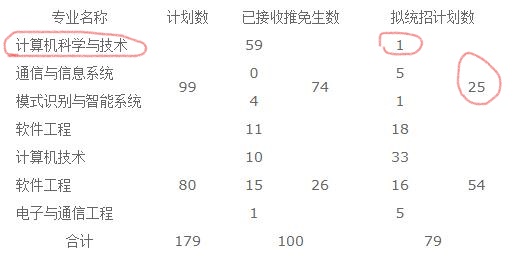 专业名称 计划数 已接收推免生数 拟统招计划数
计算机科学与技术 59 1
通信与信息系统 0 5
99 74 25
模式识别与智能系统 4 1
软件工程 11 18
计算机技术 10 33
软件工程 80 15 26 16 54
电子与通信工程 1 5
合计 179 100 79